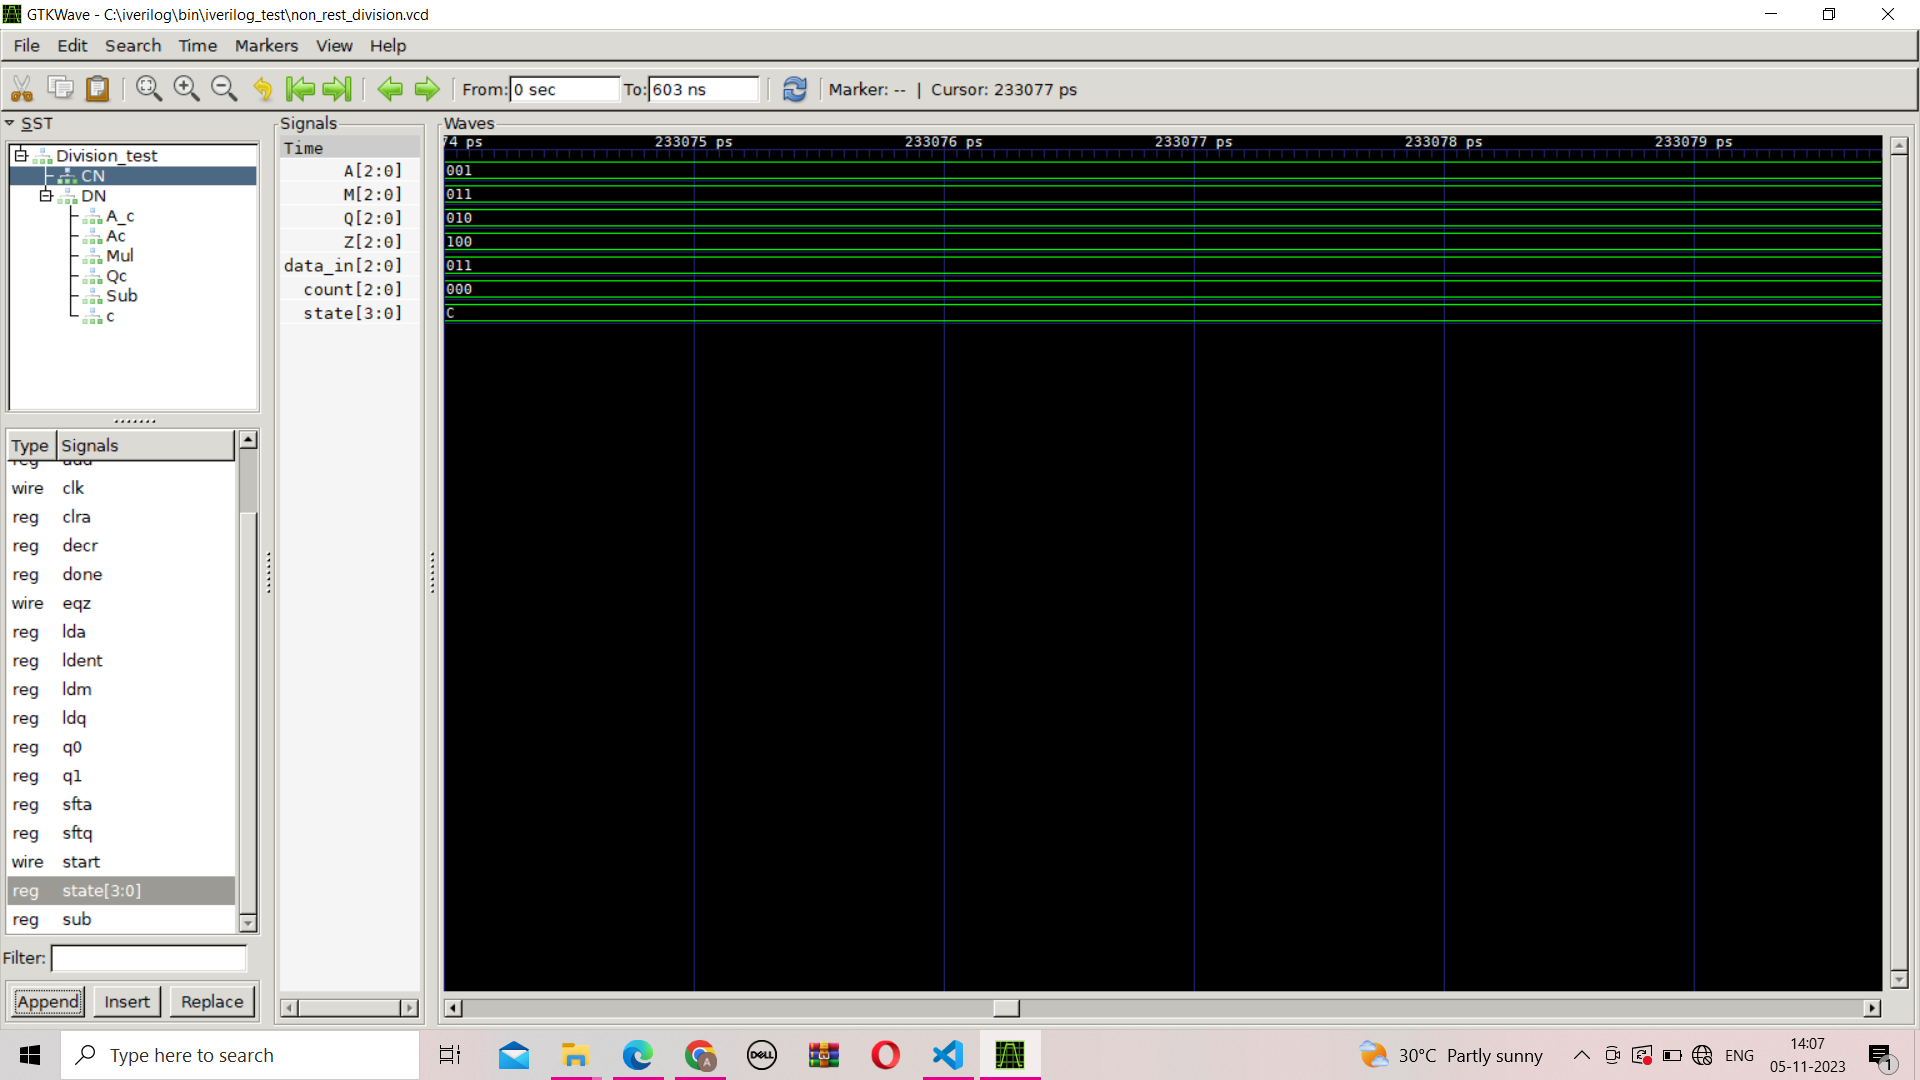 GTKWave - C:\iverilog\bin\iverilog_test\non_rest_division.vcd
File Edit Search Time Markers View Help
From: 0 sec To: 603 ns Marker: -- | Cursor: 233077 ps
SST
Division_test
CN
DN
A_c
Ac
Mul
Qc
Sub
c
Type Signals
reg add
wire clk
reg clra
reg decr
reg done
wire eqz
reg lda
reg ldent
reg ldm
reg ldq
reg q0
reg q1
reg sfta
reg sftq
wire start
reg state[3:0]
reg sub
Filter:
Append Insert Replace
Signals
Time
A[2:0]
M[2:0]
Q[2:0]
Z[2:0]
data_in[2:0]
count[2:0]
state[3:0]
Waves
74 ps 233075 ps 233076 ps 233077 ps 233078 ps 233079 ps
001
011
010
100
011
000
C
Type here to search
DELL
A
30°C Partly sunny
ENG
14:07
05-11-2023
1